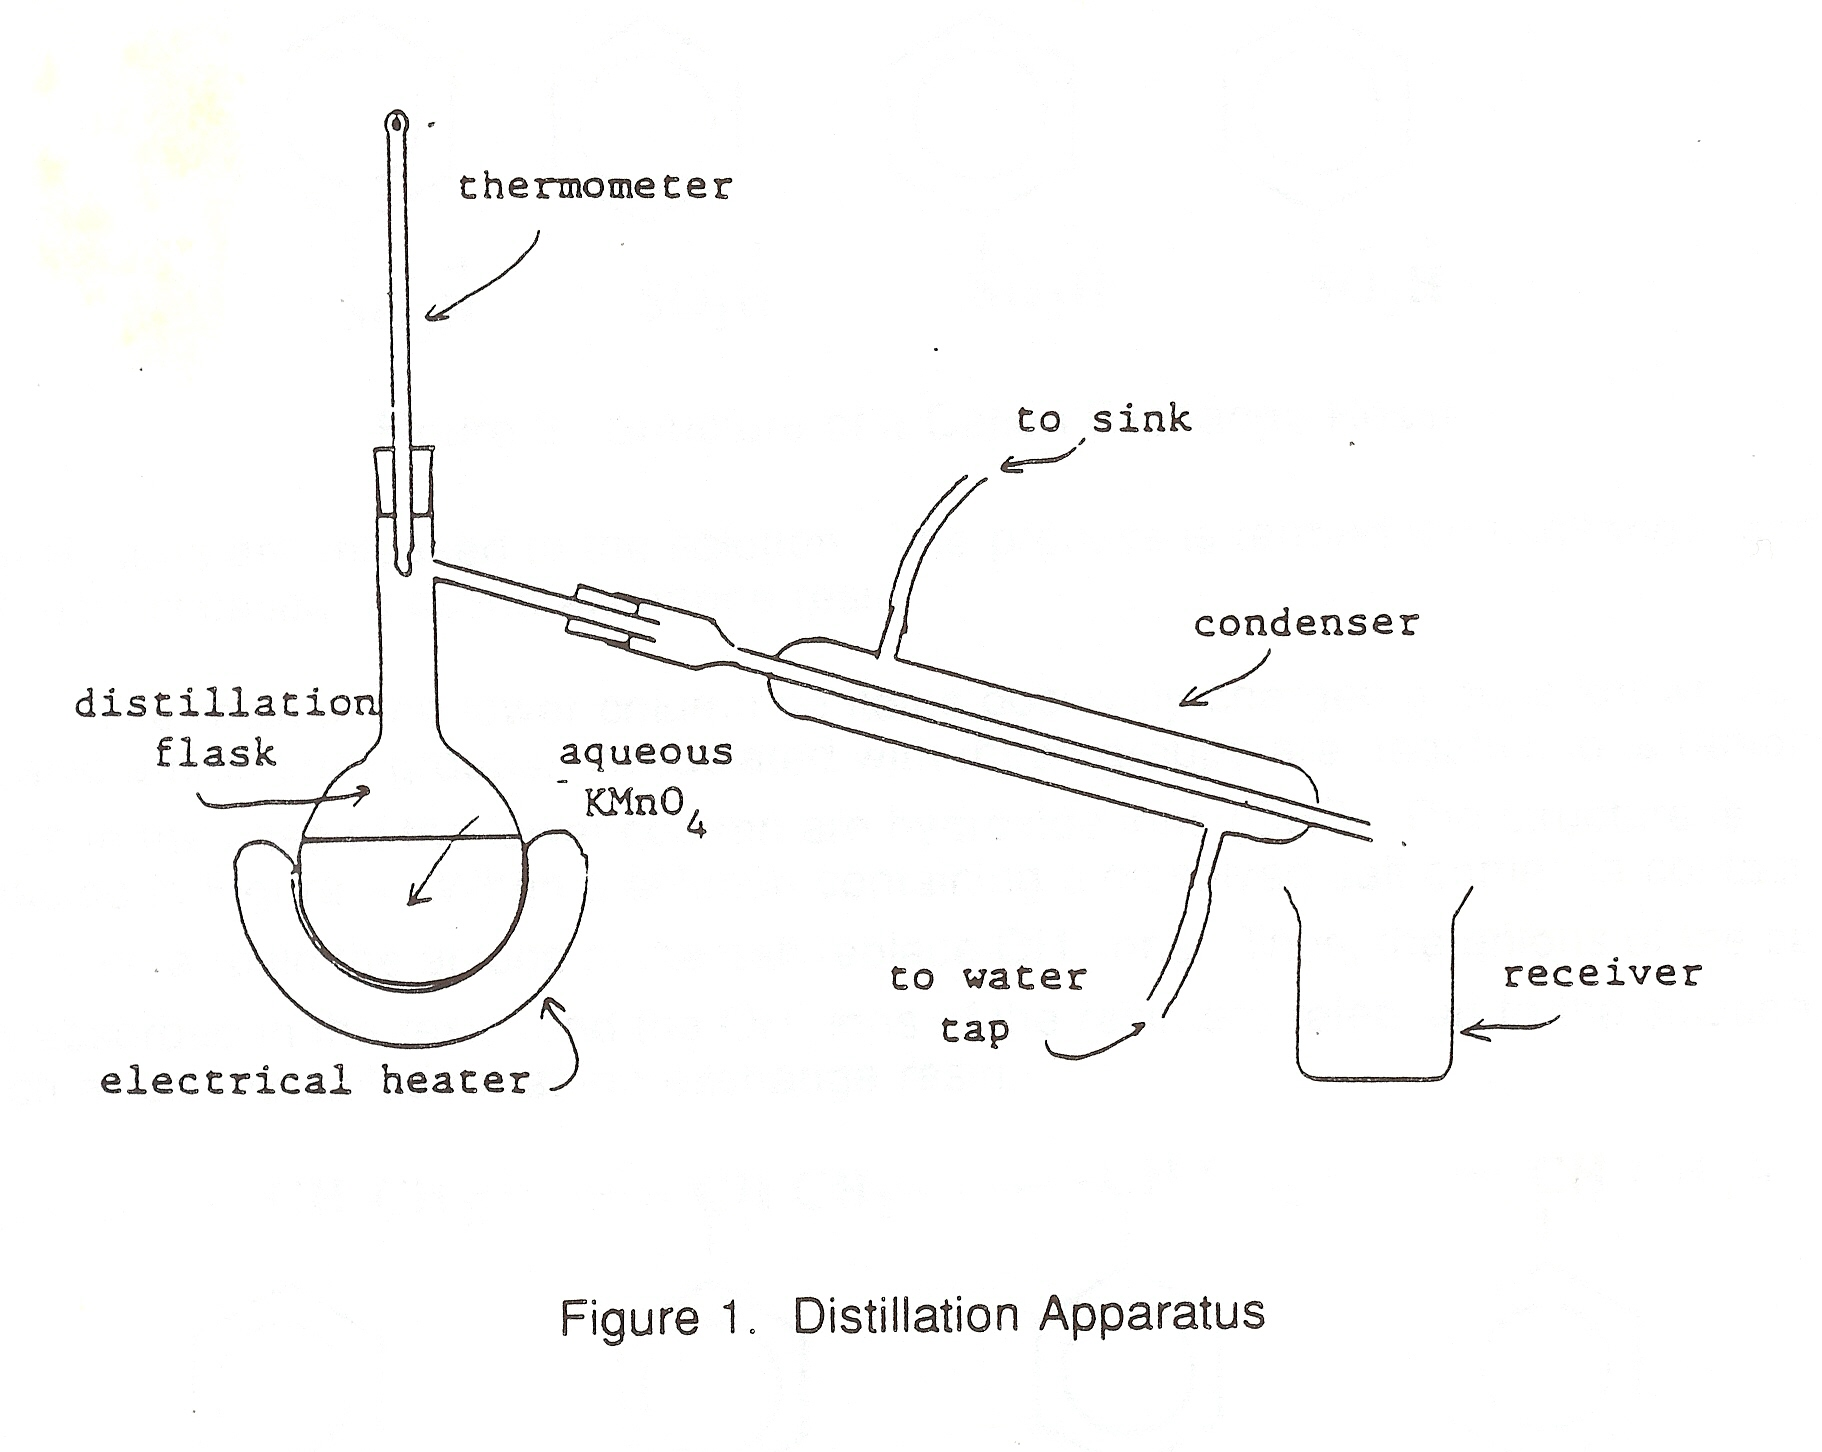 thermometer
to sink
condenser
distillation
flask
aqueous
KMnO4
to water
tap
receiver
electrical heater
Figure 1. Distillation Apparatus